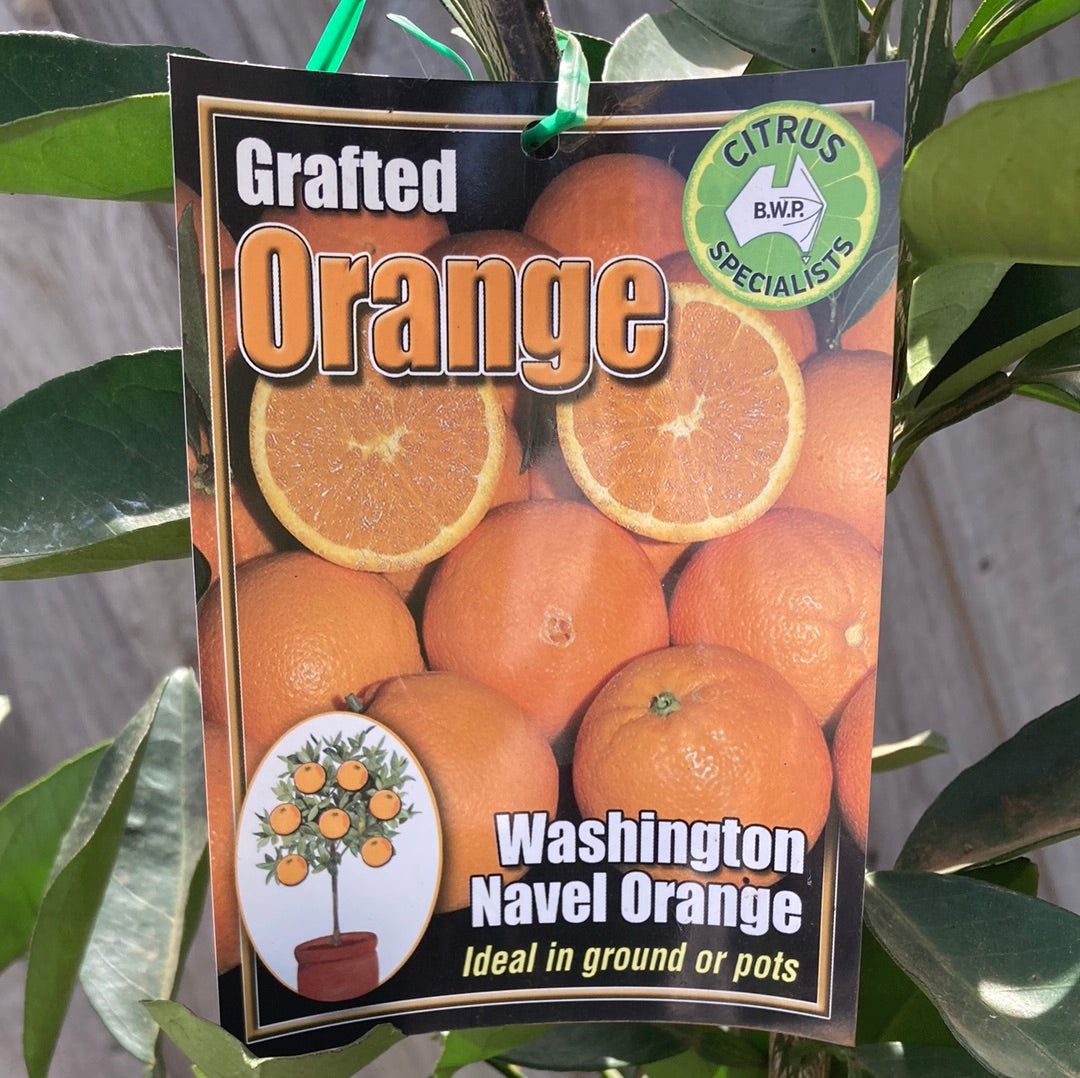 Grafted
Orange
CITRUS
B.W.P.
SPECIALISTS
Washington
Navel Orange
Ideal in ground or pots